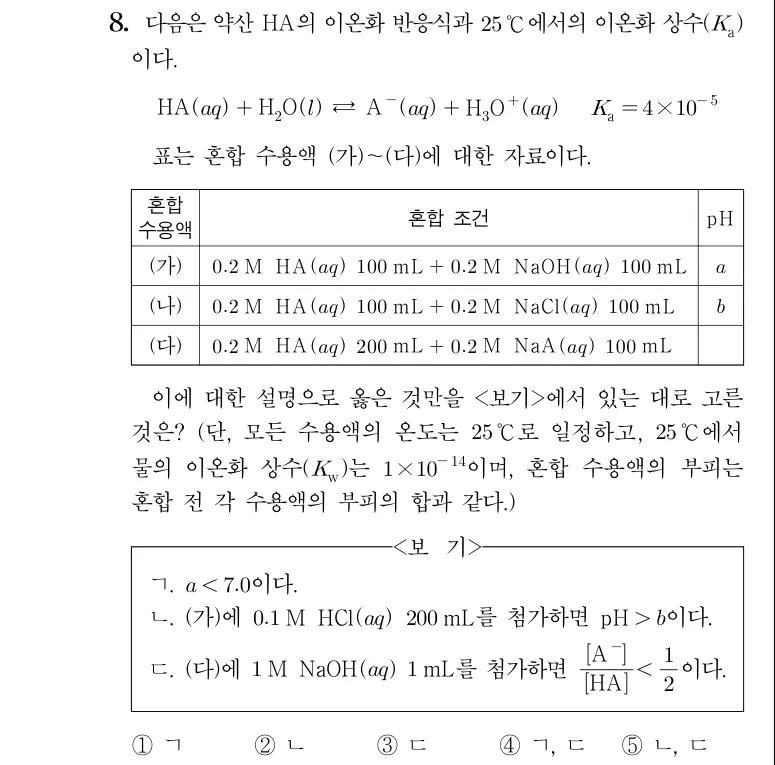 8. 다음은 약산 HA의 이온화 반응식과 25℃에서의 이온화 상수(Kₐ)
이다.
HA(aq) + H₂O(l) ⇄ A⁻(aq) + H₃O⁺(aq) Kₐ = 4×10⁻⁵
표는 혼합 수용액 (가)~(다)에 대한 자료이다.
혼합 수용액 혼합 조건 pH
(가) 0.2 M HA(aq) 100 mL + 0.2 M NaOH(aq) 100 mL a
(나) 0.2 M HA(aq) 100 mL + 0.2 M NaCl(aq) 100 mL b
(다) 0.2 M HA(aq) 200 mL + 0.2 M NaA(aq) 100 mL
이에 대한 설명으로 옳은 것만을 <보기>에서 있는 대로 고른
것은? (단, 모든 수용액의 온도는 25℃로 일정하고, 25℃에서
물의 이온화 상수(K_w)는 1×10⁻¹⁴이며, 혼합 수용액의 부피는
혼합 전 각 수용액의 부피의 합과 같다.)
<보 기>
ㄱ. a < 7.0이다.
ㄴ. (가)에 0.1 M HCl(aq) 200 mL를 첨가하면 pH > b이다.
ㄷ. (다)에 1 M NaOH(aq) 1 mL를 첨가하면 [A⁻]/[HA] < 1/2이다.
① ㄱ ② ㄴ ③ ㄷ ④ ㄱ, ㄷ ⑤ ㄴ, ㄷ